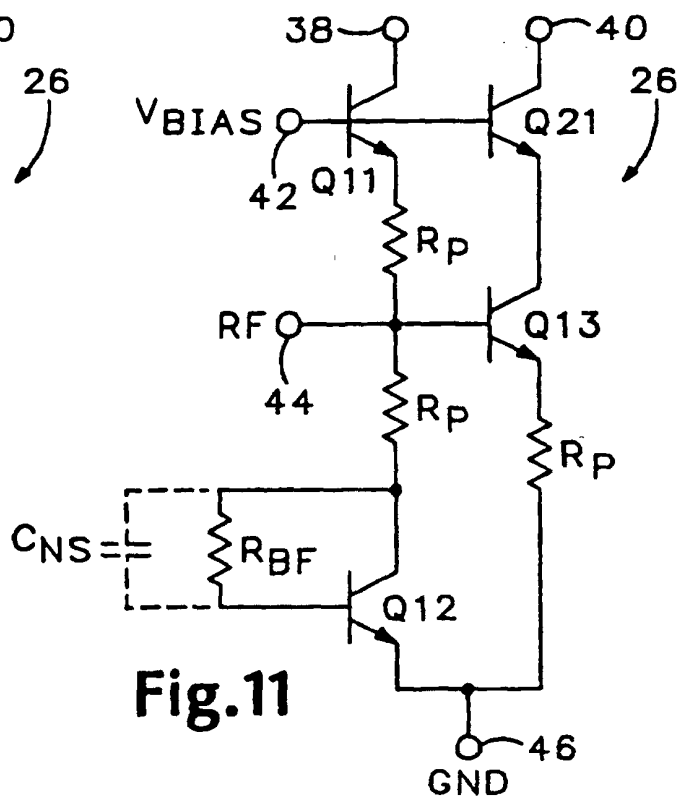 0
38
40
26
26
VBIAS
Q21
42
Q11
RP
RF
Q13
44
RP
RP
CNS
RBF
Q12
Fig.11
46
GND